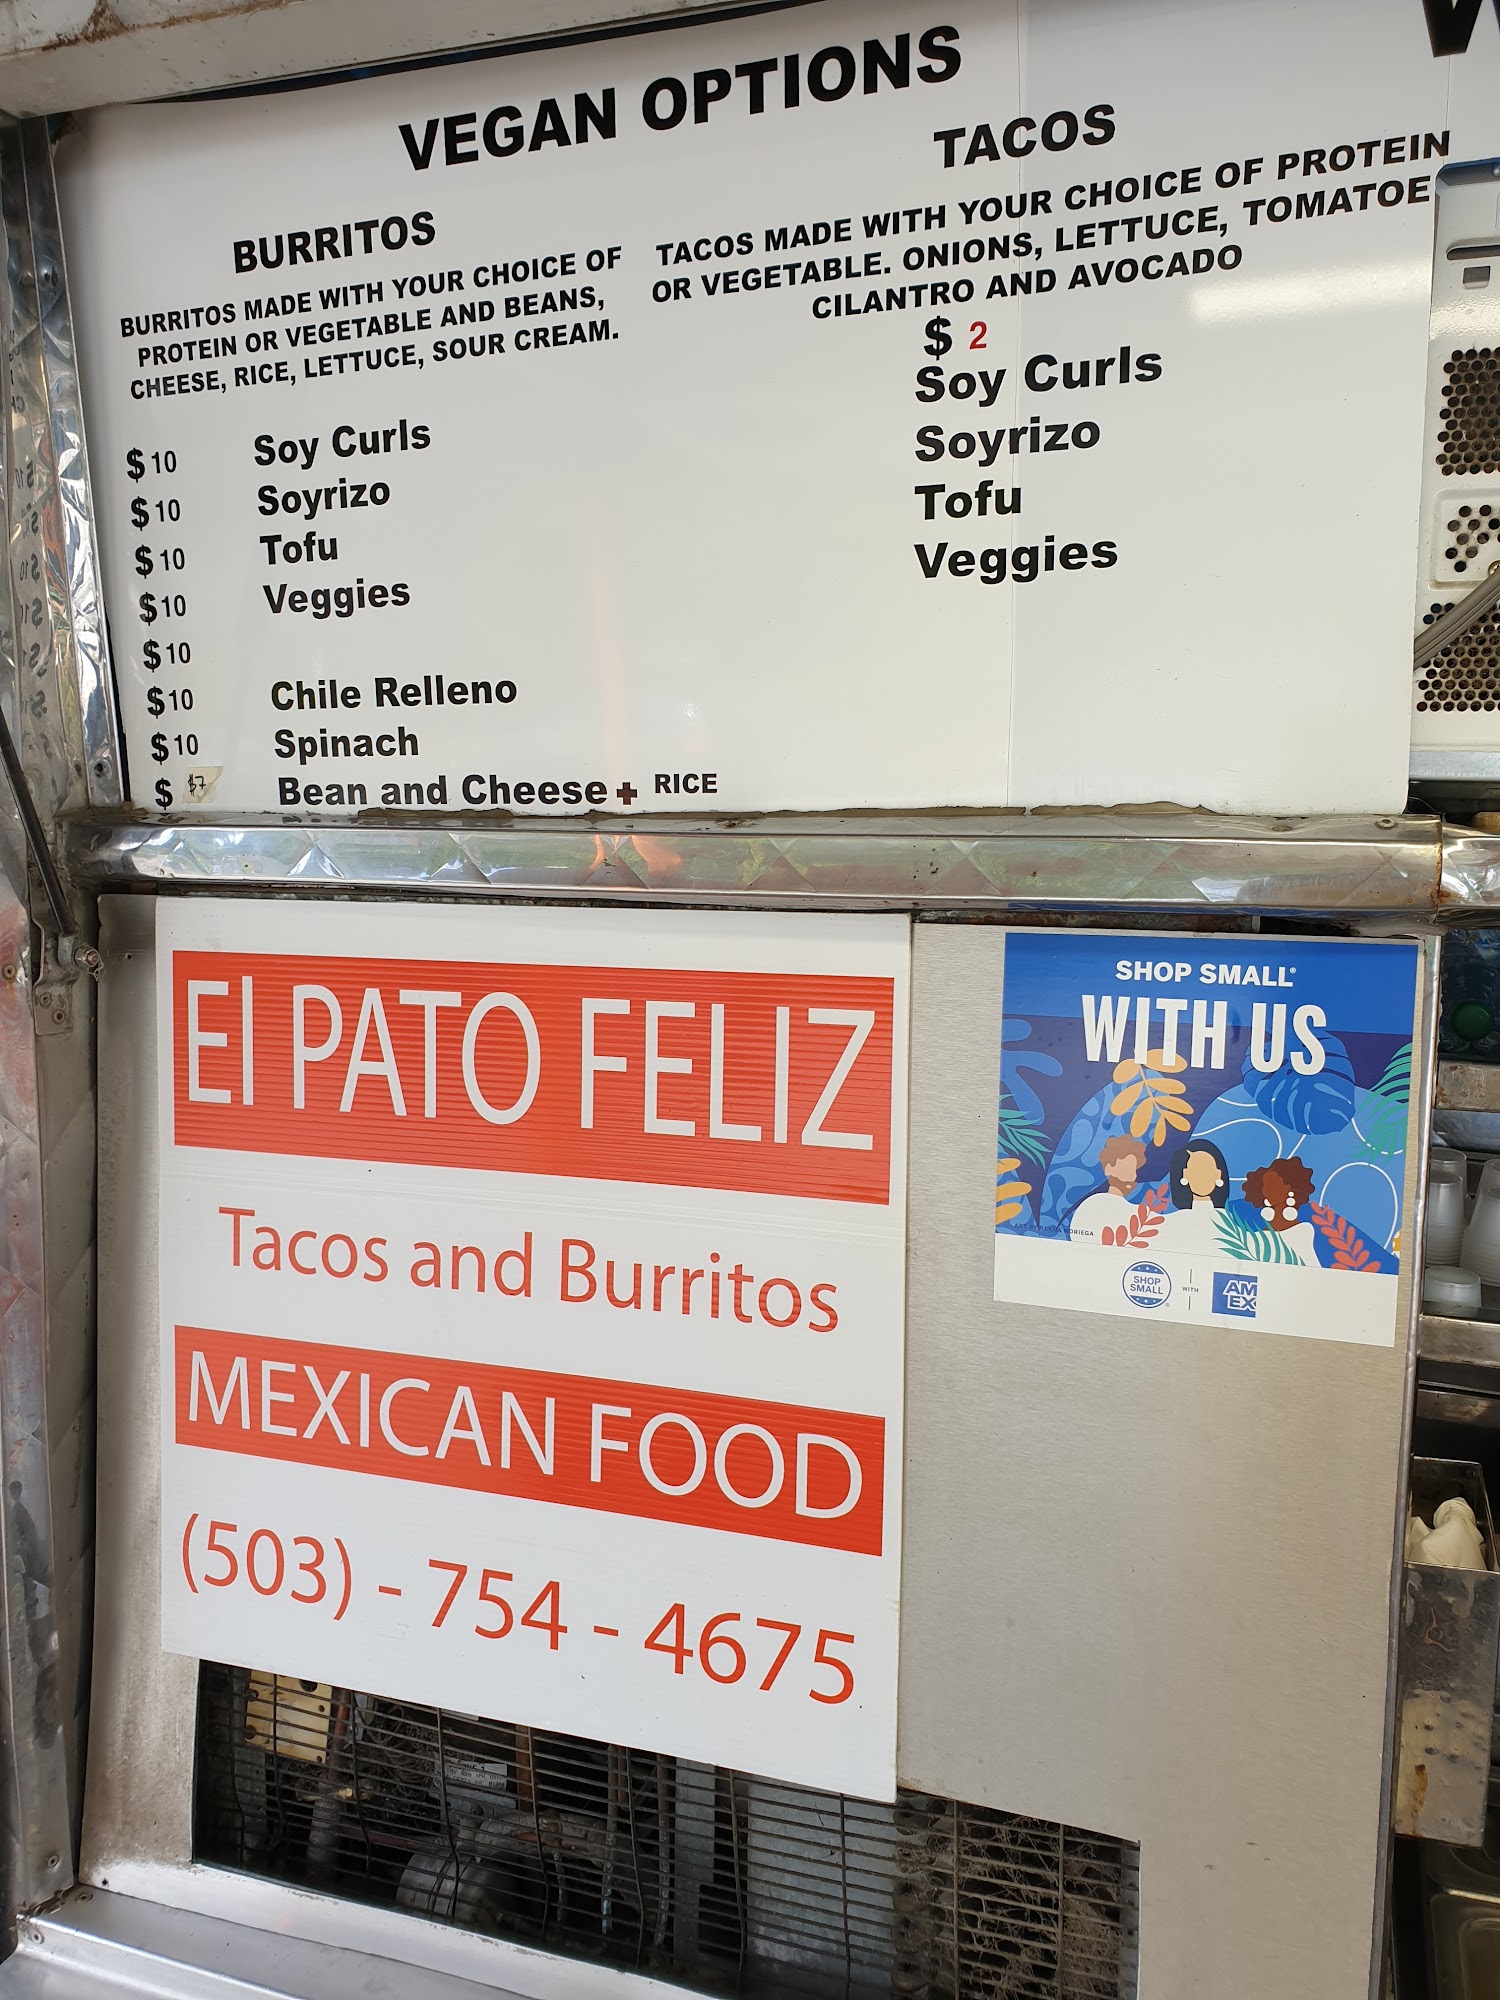 VEGAN OPTIONS
BURRITOS
BURRITOS MADE WITH YOUR CHOICE OF
PROTEIN OR VEGETABLE AND BEANS,
CHEESE, RICE, LETTUCE, SOUR CREAM.
$10 Soy Curls
$10 Soyrizo
$10 Tofu
$10 Veggies
$10
$10 Chile Relleno
$10 Spinach
$ $7 Bean and Cheese + RICE
TACOS
TACOS MADE WITH YOUR CHOICE OF PROTEIN
OR VEGETABLE. ONIONS, LETTUCE, TOMATOE
CILANTRO AND AVOCADO
$ 2
Soy Curls
Soyrizo
Tofu
Veggies
El PATO FELIZ
Tacos and Burritos
MEXICAN FOOD
(503) - 754 - 4675
SHOP SMALL®
WITH US
SHOP
SMALL
WITH
AM
EX